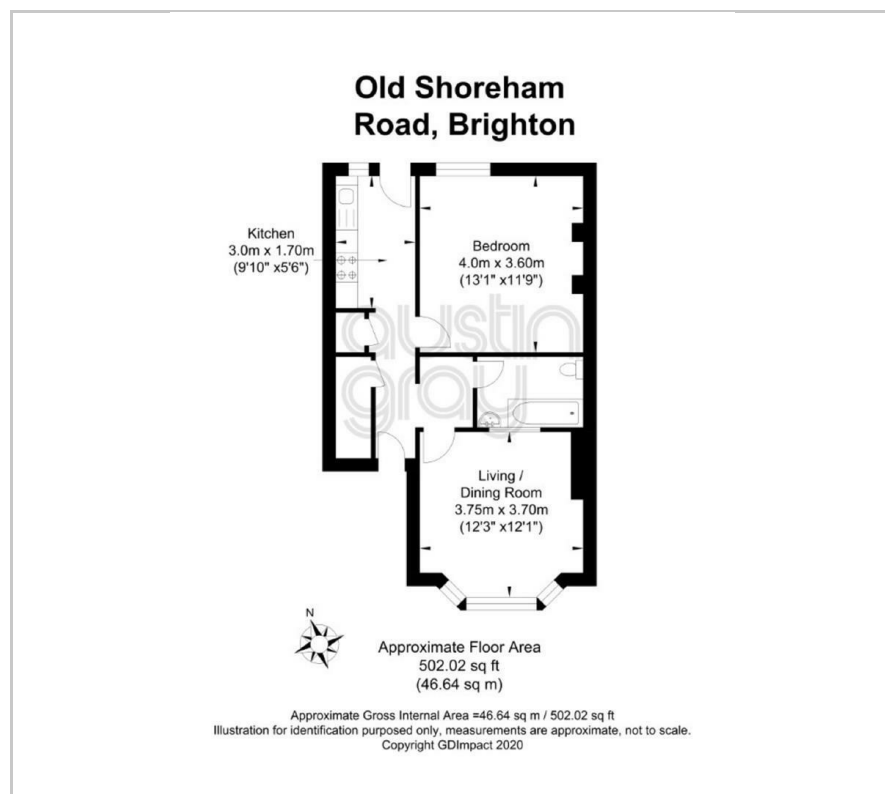 Old Shoreham
Road, Brighton
Kitchen
3.0m x 1.70m
(9'10" x5'6")
Bedroom
4.0m x 3.60m
(13'1" x11'9")
austin
gray
Living /
Dining Room
3.75m x 3.70m
(12'3" x12'1")
N
Approximate Floor Area
502.02 sq ft
(46.64 sq m)
Approximate Gross Internal Area =46.64 sq m / 502.02 sq ft
Illustration for identification purposed only, measurements are approximate, not to scale.
Copyright GDImpact 2020